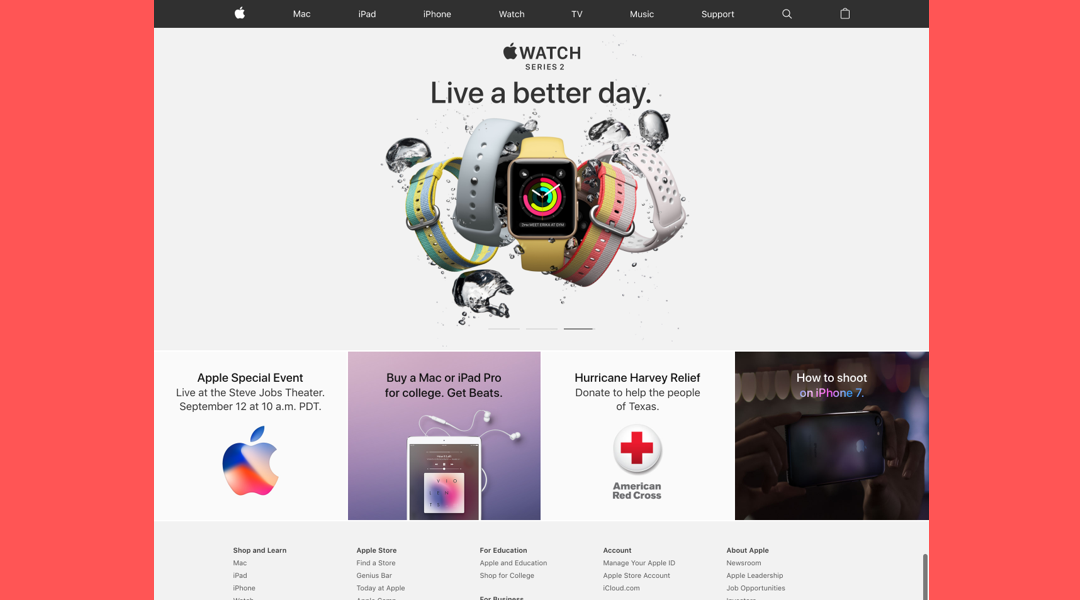 Mac
iPad
iPhone
Watch
TV
Music
Support
WATCH
SERIES 2
Live a better day.
Apple Special Event
Live at the Steve Jobs Theater.
September 12 at 10 a.m. PDT.
Buy a Mac or iPad Pro
for college. Get Beats.
Hurricane Harvey Relief
Donate to help the people
of Texas.
American
Red Cross
How to shoot
on iPhone 7.
Shop and Learn
Mac
iPad
iPhone
Watch
Apple Store
Find a Store
Genius Bar
Today at Apple
Apple Camp
For Education
Apple and Education
Shop for College
For Business
Account
Manage Your Apple ID
Apple Store Account
iCloud.com
About Apple
Newsroom
Apple Leadership
Job Opportunities
Investors